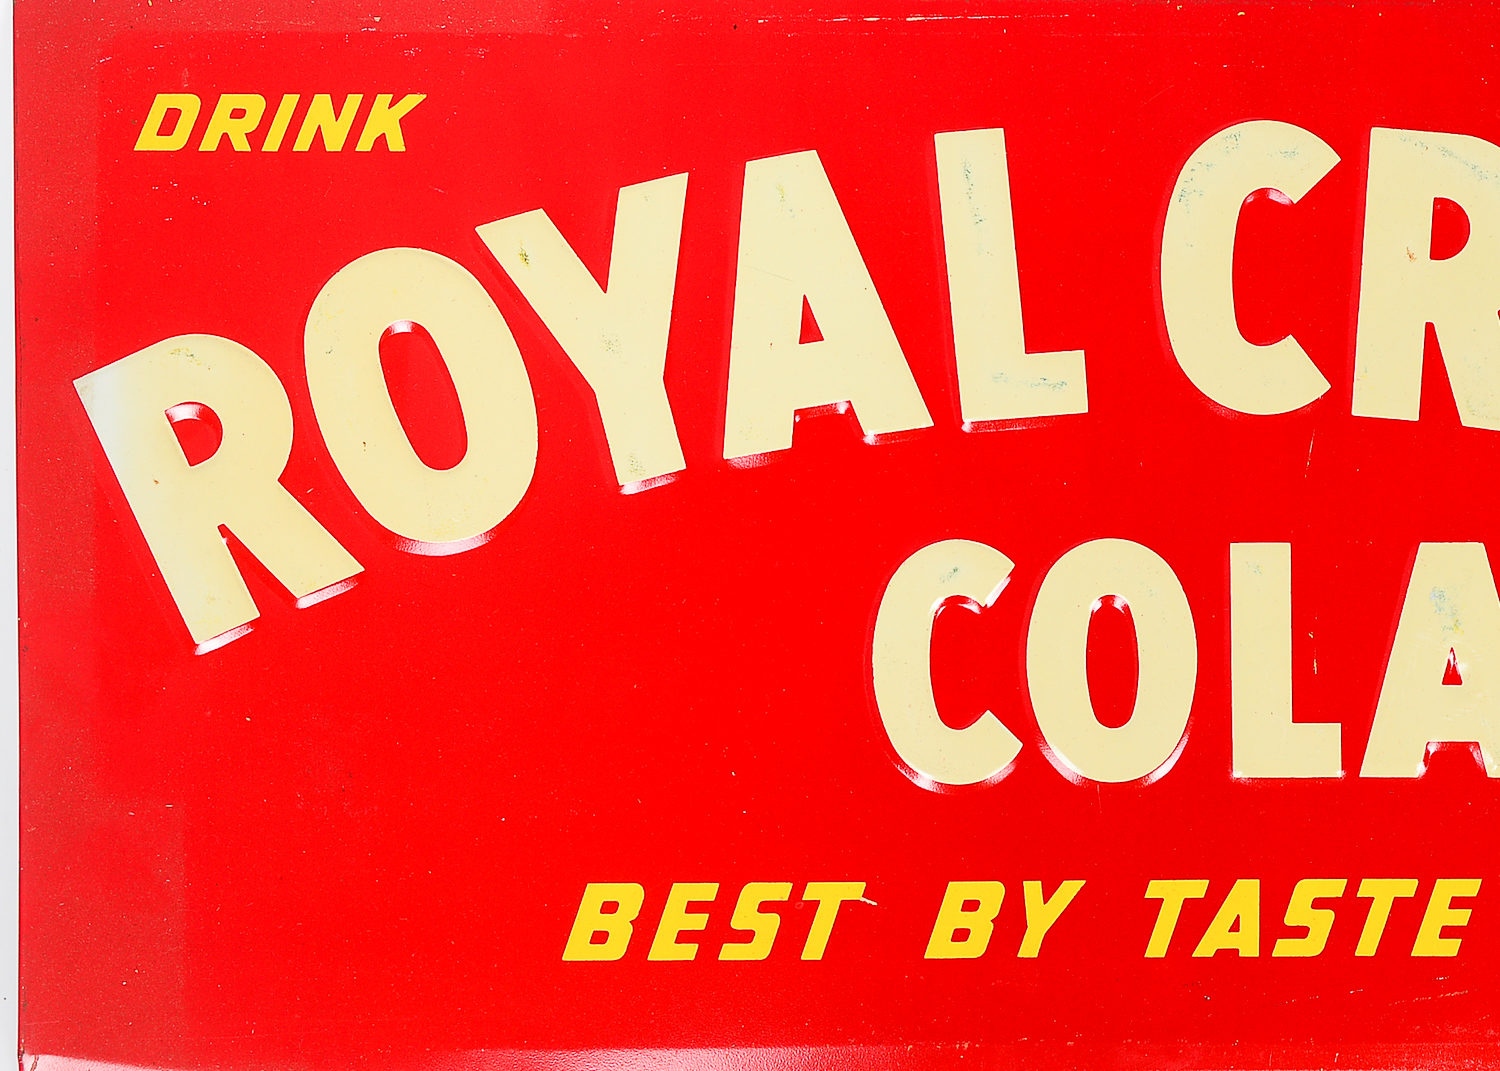 DRINK
ROYAL CR
COLA
BEST BY TASTE